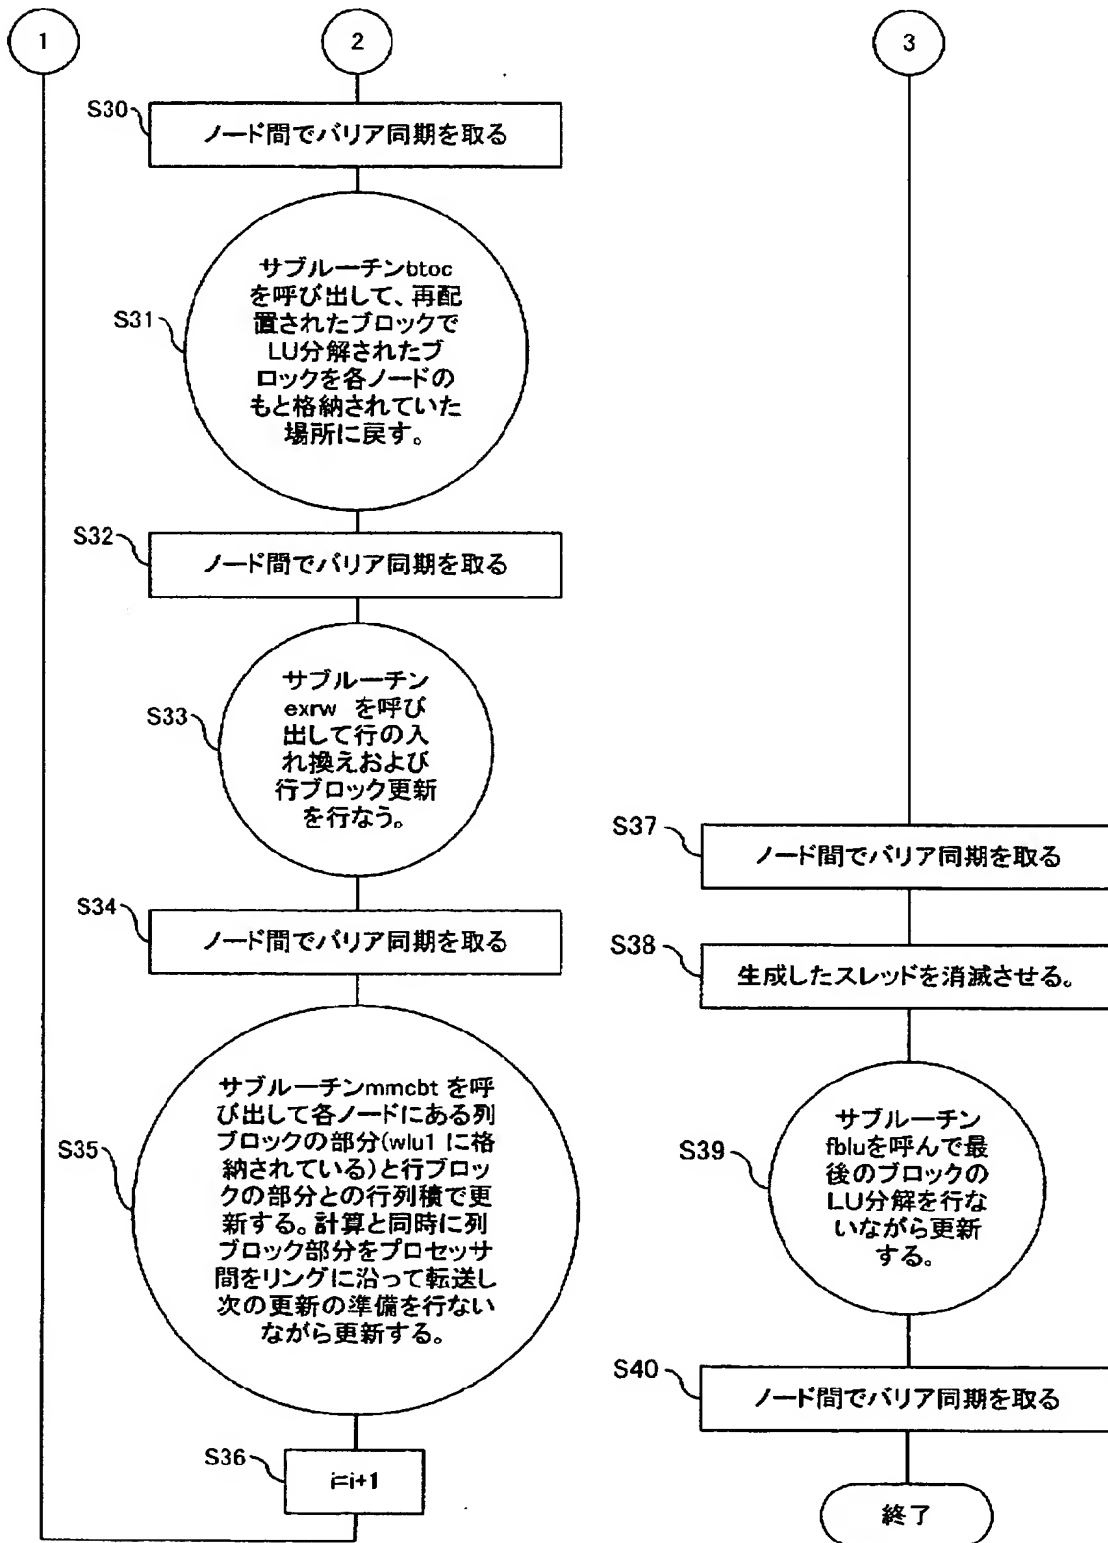 1
2
3
S30
ノード間でバリア同期を取る
S31
サブルーチンbtoc
を呼び出して、再配
置されたブロックで
LU分解されたブ
ロックを各ノードの
もと格納されていた
場所に戻す。
S32
ノード間でバリア同期を取る
S33
サブルーチン
exrw を呼び
出して行の入
れ換えおよび
行ブロック更新
を行なう。
S34
ノード間でバリア同期を取る
S35
サブルーチンmmcbt を呼
び出して各ノードにある列
ブロックの部分(wlu1 に格
納されている)と行ブロッ
クの部分との行列積で更
新する。計算と同時に列
ブロック部分をプロセッサ
間をリングに沿って転送し
次の更新の準備を行ない
ながら更新する。
S36
i=i+1
S37
ノード間でバリア同期を取る
S38
生成したスレッドを消滅させる。
S39
サブルーチン
fbluを呼んで最
後のブロックの
LU分解を行な
いながら更新
する。
S40
ノード間でバリア同期を取る
終了